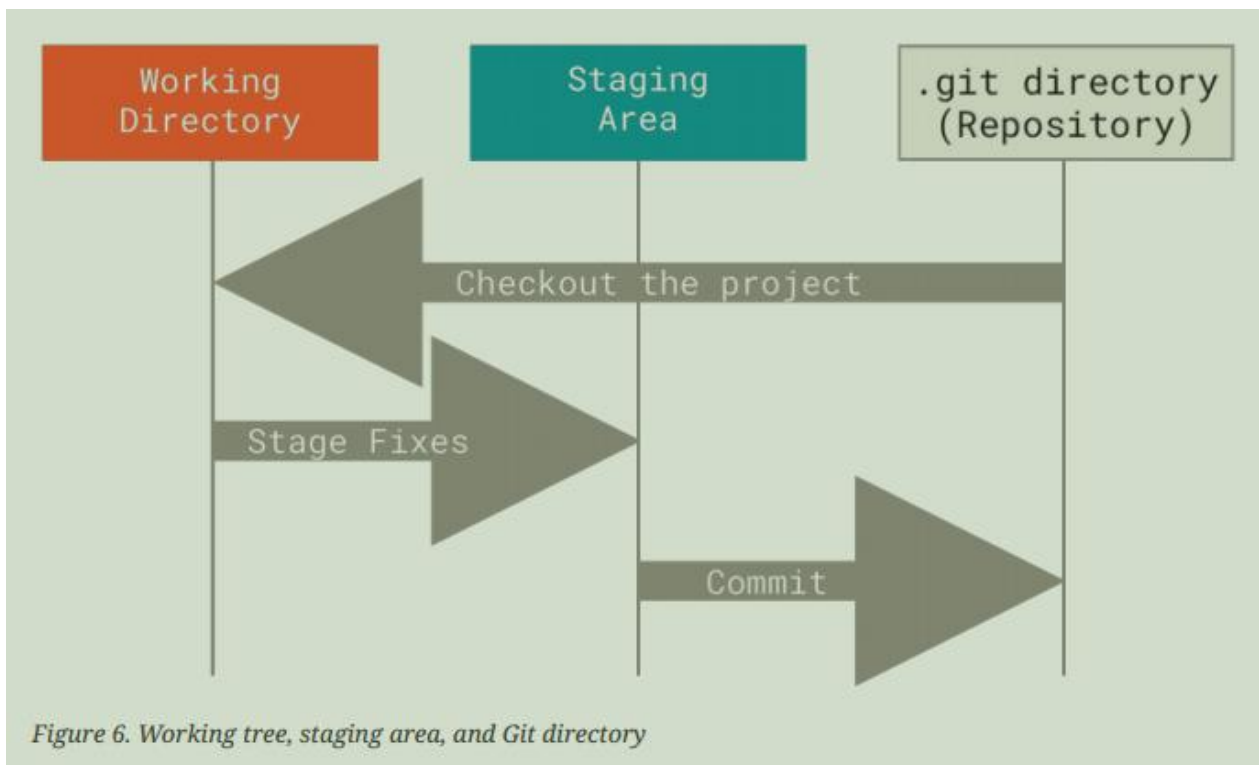 Working
Directory
Staging
Area
.git directory
(Repository)
Checkout the project
Stage Fixes
Commit
Figure 6. Working tree, staging area, and Git directory